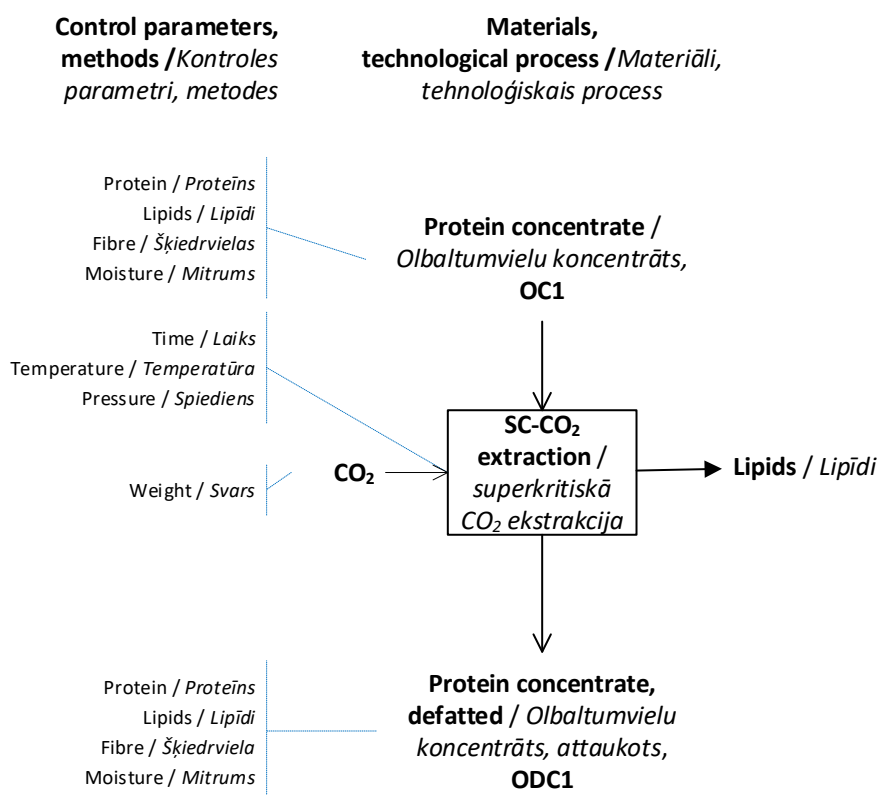 Control parameters,
methods /Kontroles
parametri, metodes
Materials,
technological process /Materiāli,
tehnoloģiskais process
Protein / Proteīns
Lipids / Lipīdi
Fibre / Šķiedrvielas
Moisture / Mitrums
Protein concentrate /
Olbaltumvielu koncentrāts,
OC1
Time / Laiks
Temperature / Temperatūra
Pressure / Spiediens
Weight / Svars
CO₂
SC-CO₂
extraction /
superkritiskā
CO₂ ekstrakcija
Lipids / Lipīdi
Protein / Proteīns
Lipids / Lipīdi
Fibre / Šķiedrviela
Moisture / Mitrums
Protein concentrate,
defatted / Olbaltumvielu
koncentrāts, attaukots,
ODC1